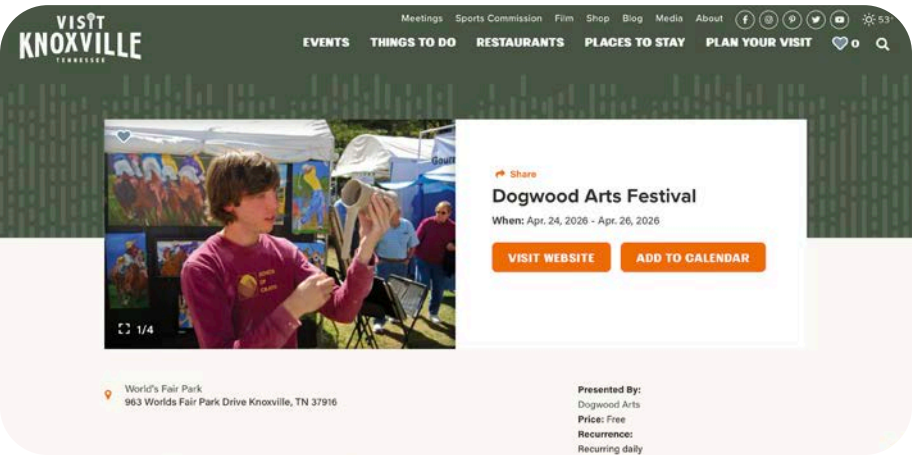 VISIT
KNOXVILLE
TENNESSEE
Meetings Sports Commission Film Shop Blog Media About 53°
EVENTS THINGS TO DO RESTAURANTS PLACES TO STAY PLAN YOUR VISIT 0
Share
Dogwood Arts Festival
When: Apr. 24, 2026 - Apr. 26, 2026
VISIT WEBSITE ADD TO CALENDAR
1/4
World's Fair Park
963 Worlds Fair Park Drive Knoxville, TN 37916
Presented By:
Dogwood Arts
Price: Free
Recurrence:
Recurring daily